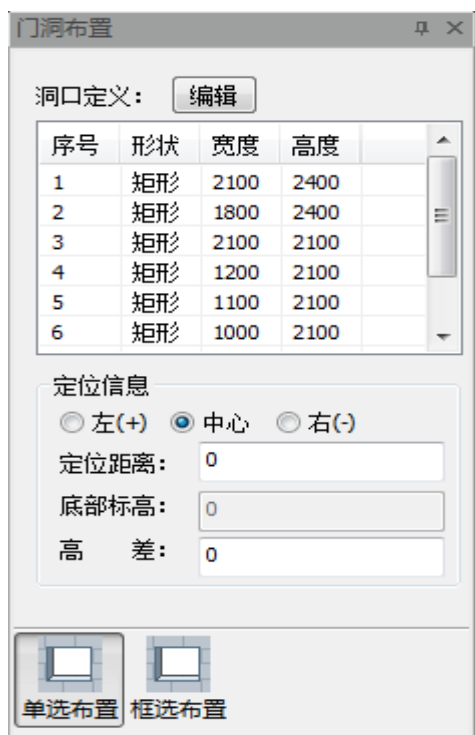 门洞布置
洞口定义： 编辑
序号 形状 宽度 高度
1 矩形 2100 2400
2 矩形 1800 2400
3 矩形 2100 2100
4 矩形 1200 2100
5 矩形 1100 2100
6 矩形 1000 2100
定位信息
左(+) 中心 右(-)
定位距离： 0
底部标高： 0
高 差： 0
单选布置 框选布置